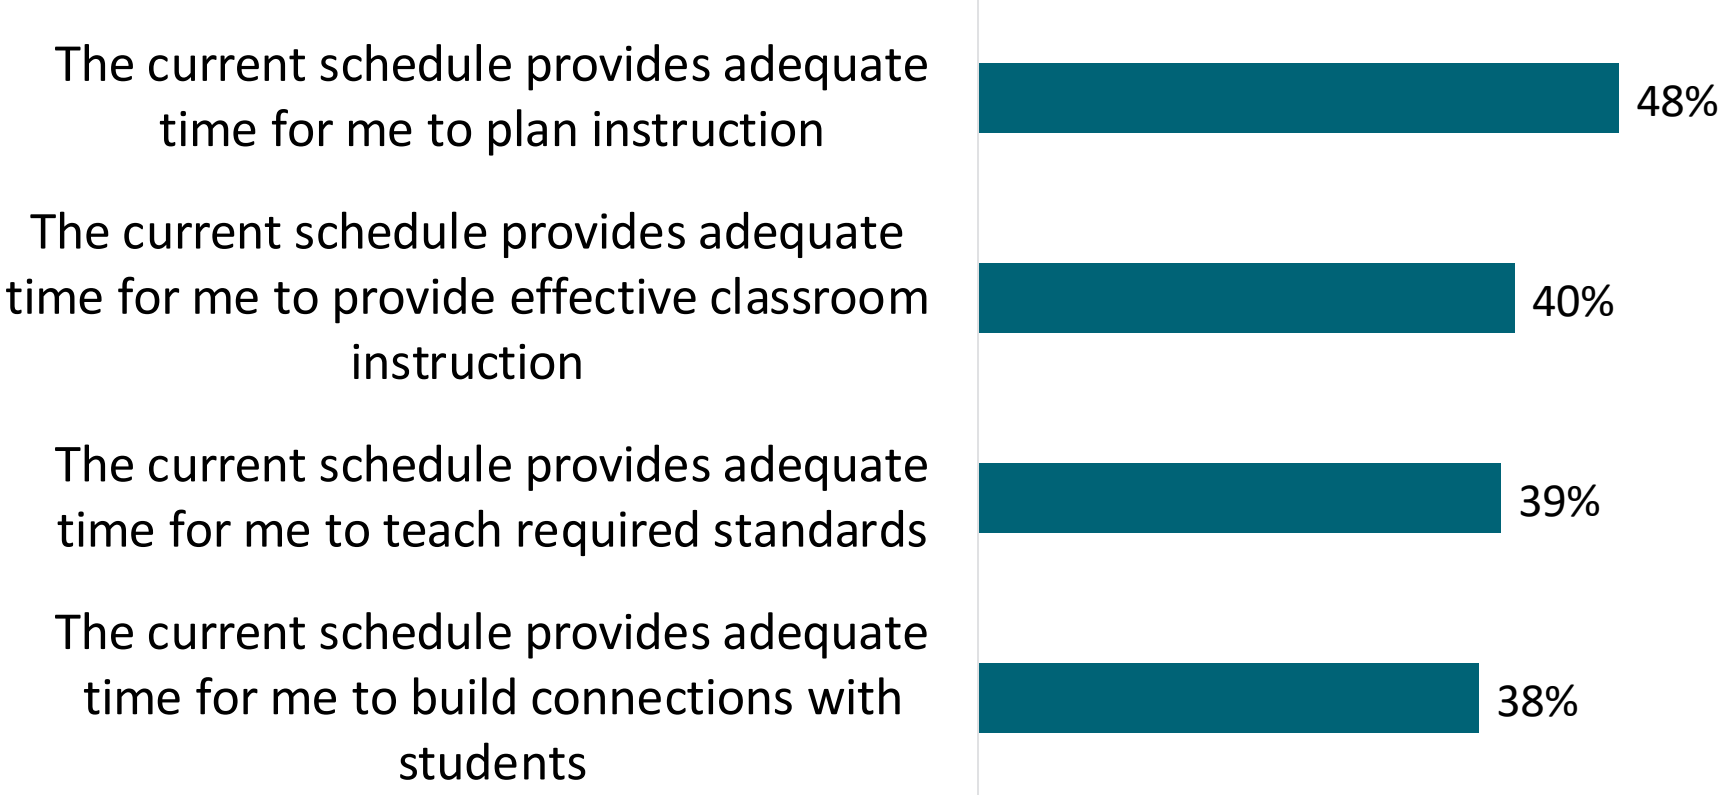 The current schedule provides adequate
time for me to plan instruction
48%
The current schedule provides adequate
time for me to provide effective classroom
instruction
40%
The current schedule provides adequate
time for me to teach required standards
39%
The current schedule provides adequate
time for me to build connections with
students
38%